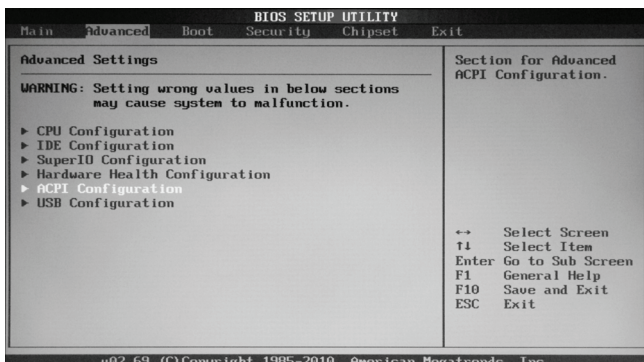 BIOS SETUP UTILITY
Main Advanced Boot Security Chipset Exit
Advanced Settings
WARNING: Setting wrong values in below sections
may cause system to malfunction.
▶ CPU Configuration
▶ IDE Configuration
▶ SuperIO Configuration
▶ Hardware Health Configuration
▶ ACPI Configuration
▶ USB Configuration
Section for Advanced
ACPI Configuration.
↔ Select Screen
↑↓ Select Item
Enter Go to Sub Screen
F1 General Help
F10 Save and Exit
ESC Exit
v02.69 (C)Copyright 1985-2010, American Megatrends, Inc.